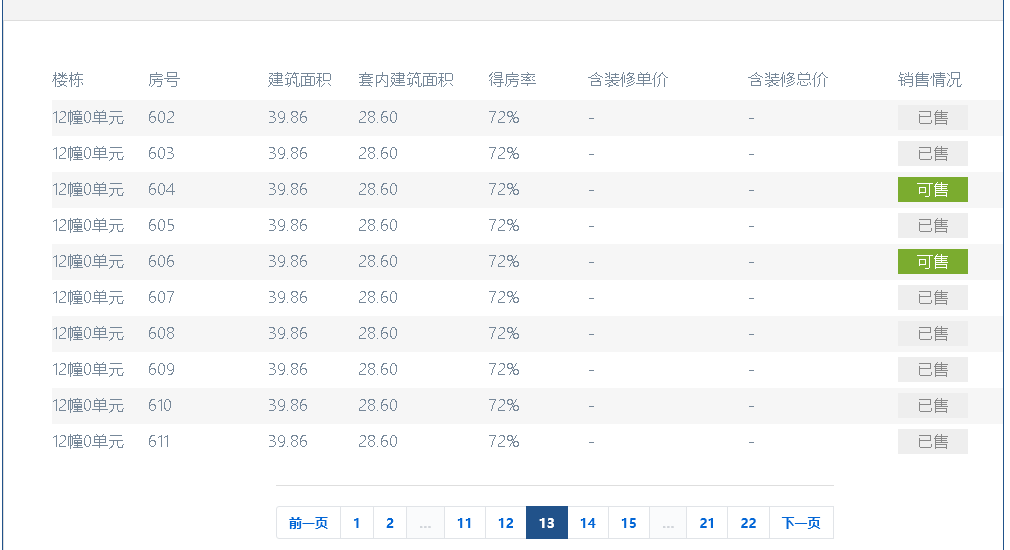 楼栋 房号 建筑面积 套内建筑面积 得房率 含装修单价 含装修总价 销售情况
12幢0单元 602 39.86 28.60 72% - - 已售
12幢0单元 603 39.86 28.60 72% - - 已售
12幢0单元 604 39.86 28.60 72% - - 可售
12幢0单元 605 39.86 28.60 72% - - 已售
12幢0单元 606 39.86 28.60 72% - - 可售
12幢0单元 607 39.86 28.60 72% - - 已售
12幢0单元 608 39.86 28.60 72% - - 已售
12幢0单元 609 39.86 28.60 72% - - 已售
12幢0单元 610 39.86 28.60 72% - - 已售
12幢0单元 611 39.86 28.60 72% - - 已售
前一页 1 2 ... 11 12 13 14 15 ... 21 22 下一页